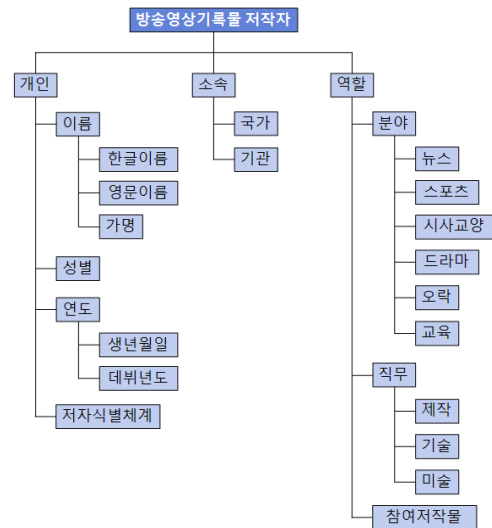 방송영상기록물 저작자
개인
이름
한글이름
영문이름
가명
성별
연도
생년월일
데뷔년도
저자식별체계
소속
국가
기관
역할
분야
뉴스
스포츠
시사교양
드라마
오락
교육
직무
제작
기술
미술
참여저작물